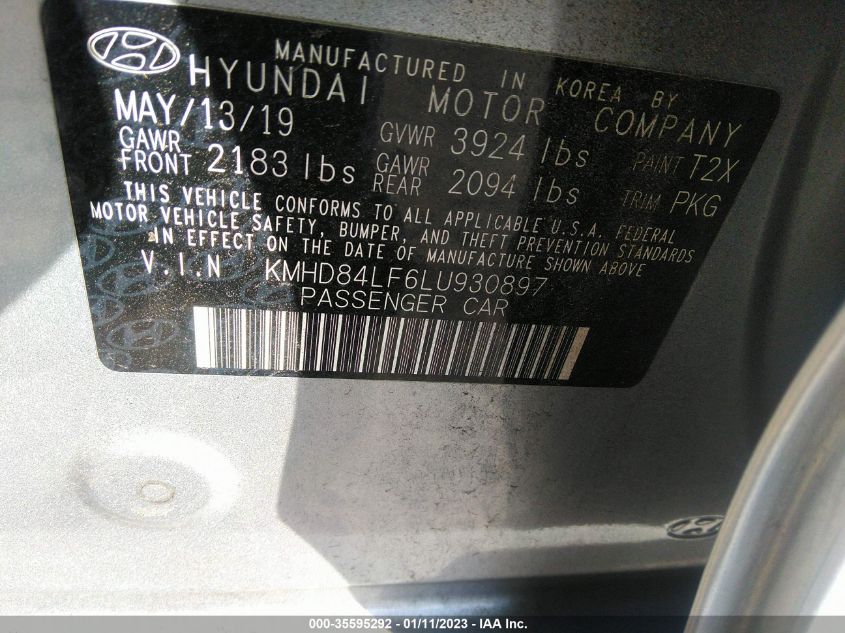 MANUFACTURED IN KOREA BY
HYUNDAI MOTOR COMPANY
MAY/13/19 GVWR 3924 lbs PAINT T2X
GAWR FRONT 2183 lbs GAWR REAR 2094 lbs TRIM PKG
THIS VEHICLE CONFORMS TO ALL APPLICABLE U.S.A. FEDERAL
MOTOR VEHICLE SAFETY, BUMPER, AND THEFT PREVENTION STANDARDS
IN EFFECT ON THE DATE OF MANUFACTURE SHOWN ABOVE
V.I.N KMHD84LF6LU930897
PASSENGER CAR
000-35595292 - 01/11/2023 - IAA Inc.